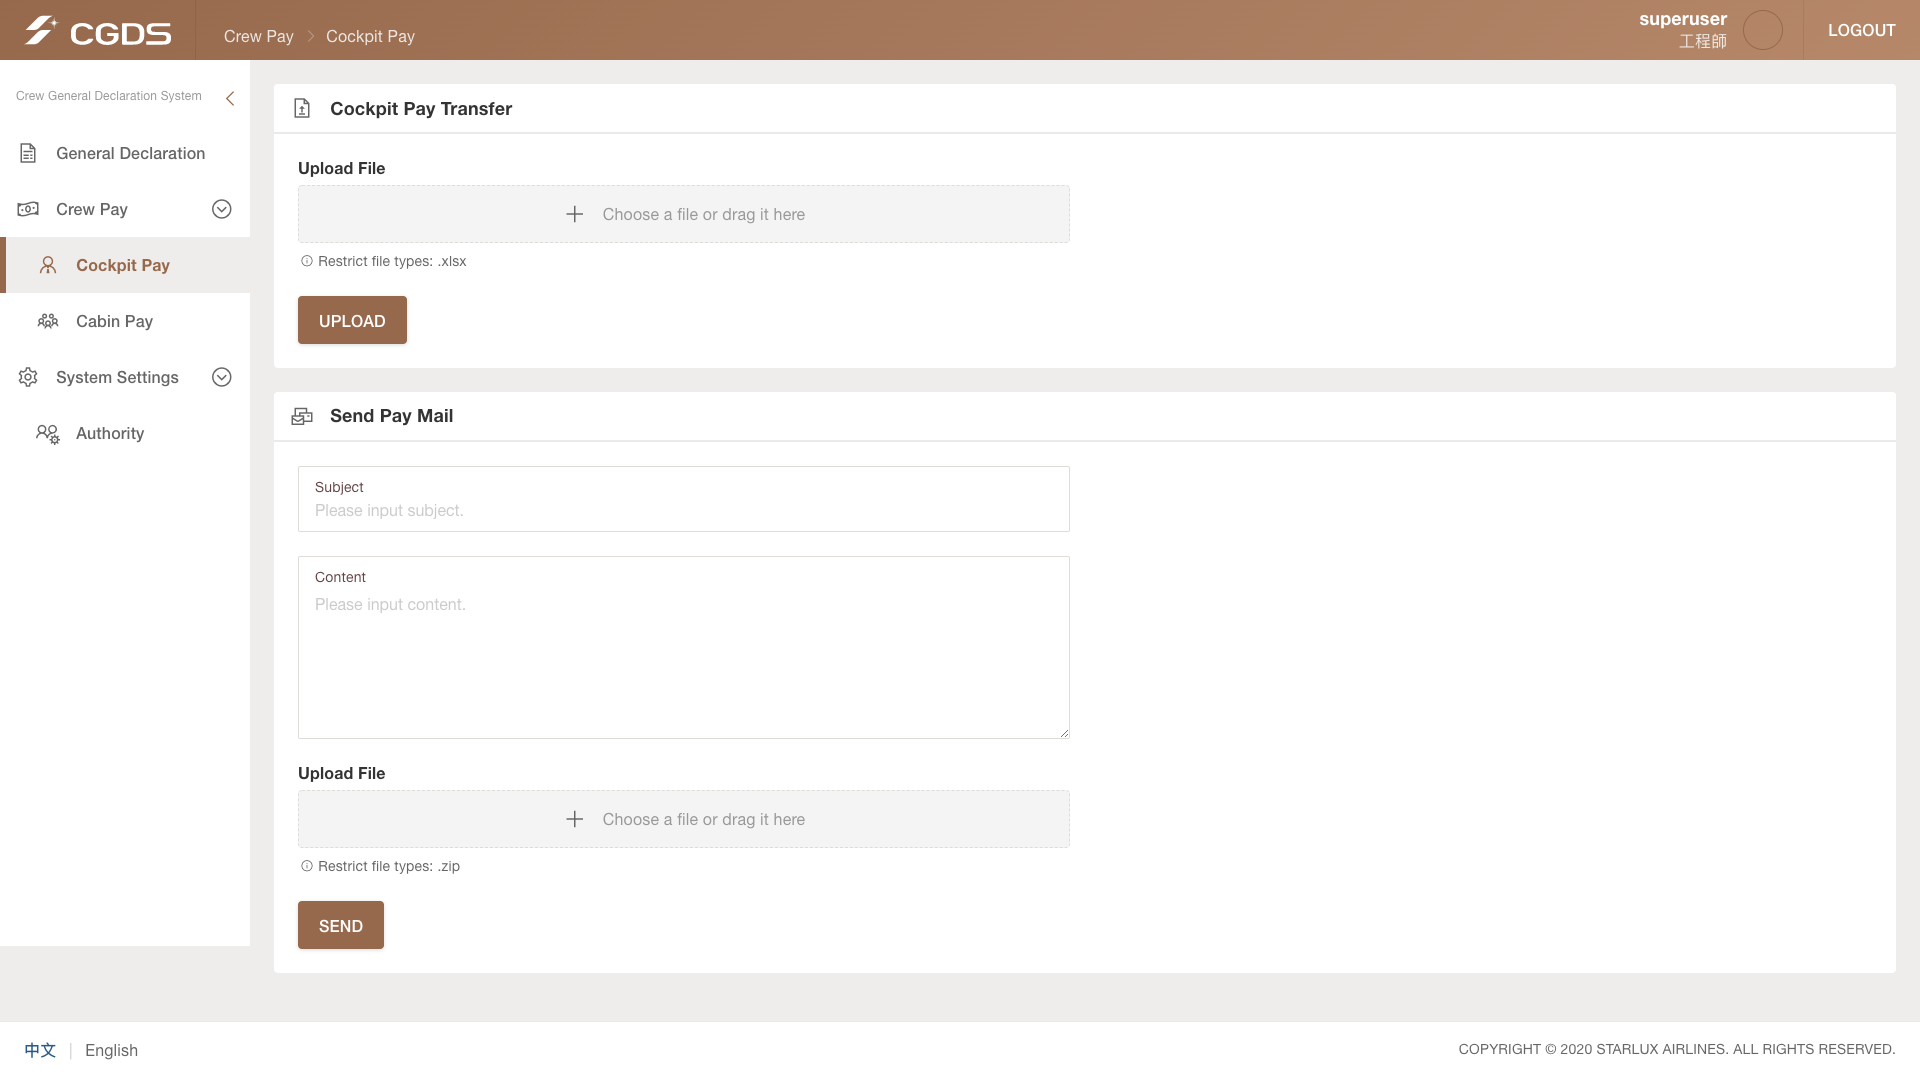 CGDS
Crew Pay
Cockpit Pay
superuser
工程師
LOGOUT
Crew General Declaration System
General Declaration
Crew Pay
Cockpit Pay
Cabin Pay
System Settings
Authority
Cockpit Pay Transfer
Upload File
Choose a file or drag it here
Restrict file types: .xlsx
UPLOAD
Send Pay Mail
Subject
Please input subject.
Content
Please input content.
Upload File
Choose a file or drag it here
Restrict file types: .zip
SEND
中文 | English
COPYRIGHT © 2020 STARLUX AIRLINES. ALL RIGHTS RESERVED.